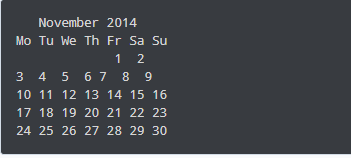 November 2014
Mo Tu We Th Fr Sa Su
1 2
3 4 5 6 7 8 9
10 11 12 13 14 15 16
17 18 19 20 21 22 23
24 25 26 27 28 29 30